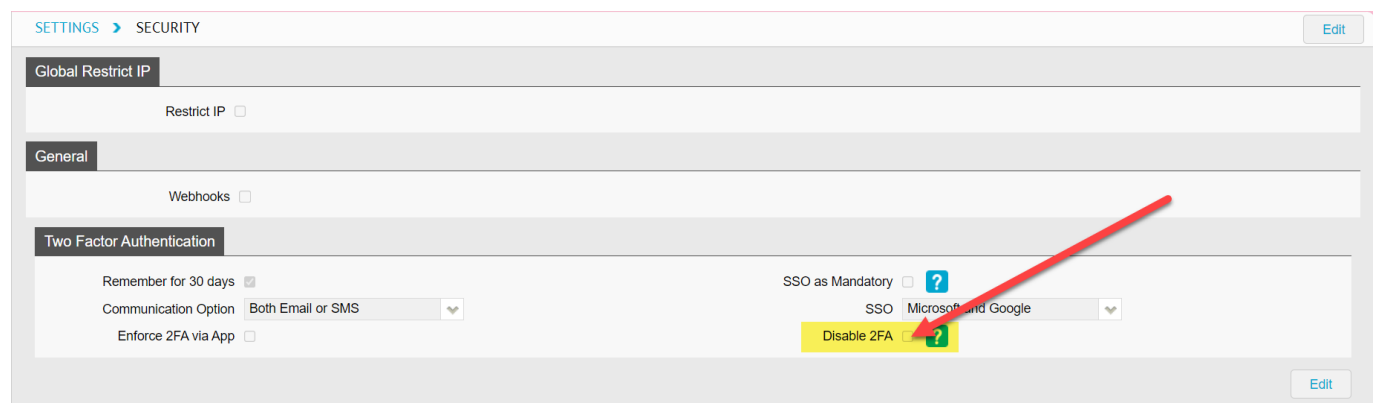 SETTINGS > SECURITY
Edit
Global Restrict IP
Restrict IP
General
Webhooks
Two Factor Authentication
Remember for 30 days
SSO as Mandatory ?
Communication Option Both Email or SMS
SSO Microsoft and Google
Enforce 2FA via App
Disable 2FA ?
Edit